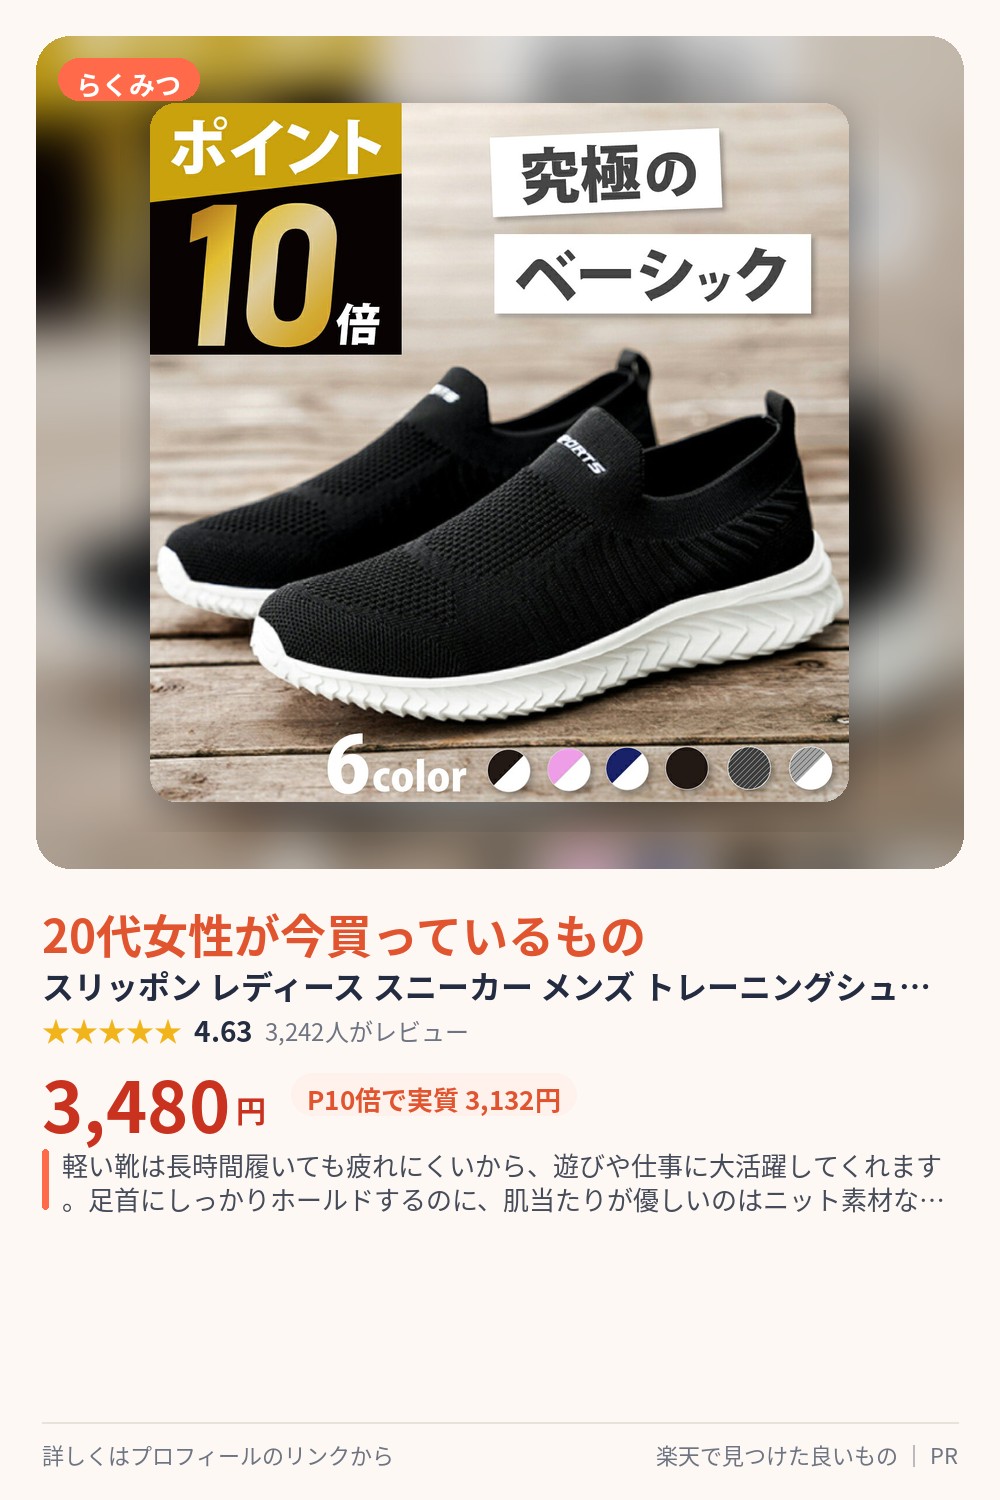 らくみつ
ポイント
10倍
究極の
ベーシック
SPORTS
6color
20代女性が今買っているもの
スリッポン レディース スニーカー メンズ トレーニングシュ…
★★★★★ 4.63 3,242人がレビュー
3,480円 P10倍で実質 3,132円
軽い靴は長時間履いても疲れにくいから、遊びや仕事に大活躍してくれます
。足首にしっかりホールドするのに、肌当たりが優しいのはニット素材な…
詳しくはプロフィールのリンクから
楽天で見つけた良いもの | PR